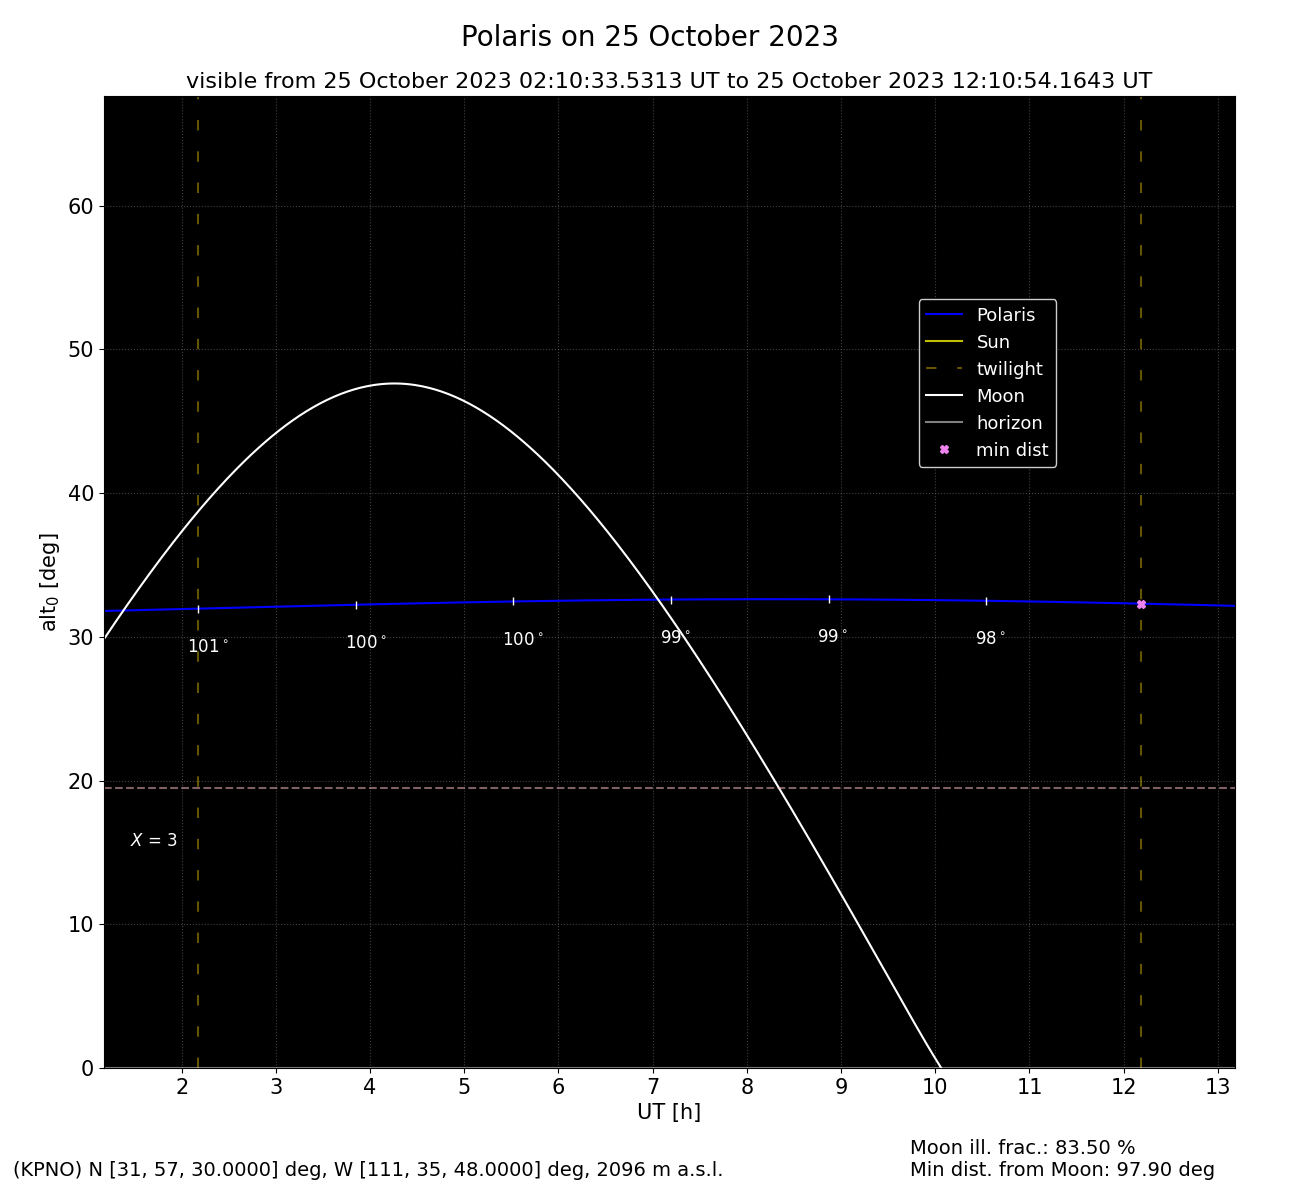 Polaris on 25 October 2023
visible from 25 October 2023 02:10:33.5313 UT to 25 October 2023 12:10:54.1643 UT
60
50
40
30
20
10
0
alt₀ [deg]
Polaris
Sun
twilight
Moon
horizon
min dist
101° 100° 100° 99° 99° 98°
X = 3
2 3 4 5 6 7 8 9 10 11 12 13
UT [h]
Moon ill. frac.: 83.50 %
(KPNO) N [31, 57, 30.0000] deg, W [111, 35, 48.0000] deg, 2096 m a.s.l.
Min dist. from Moon: 97.90 deg